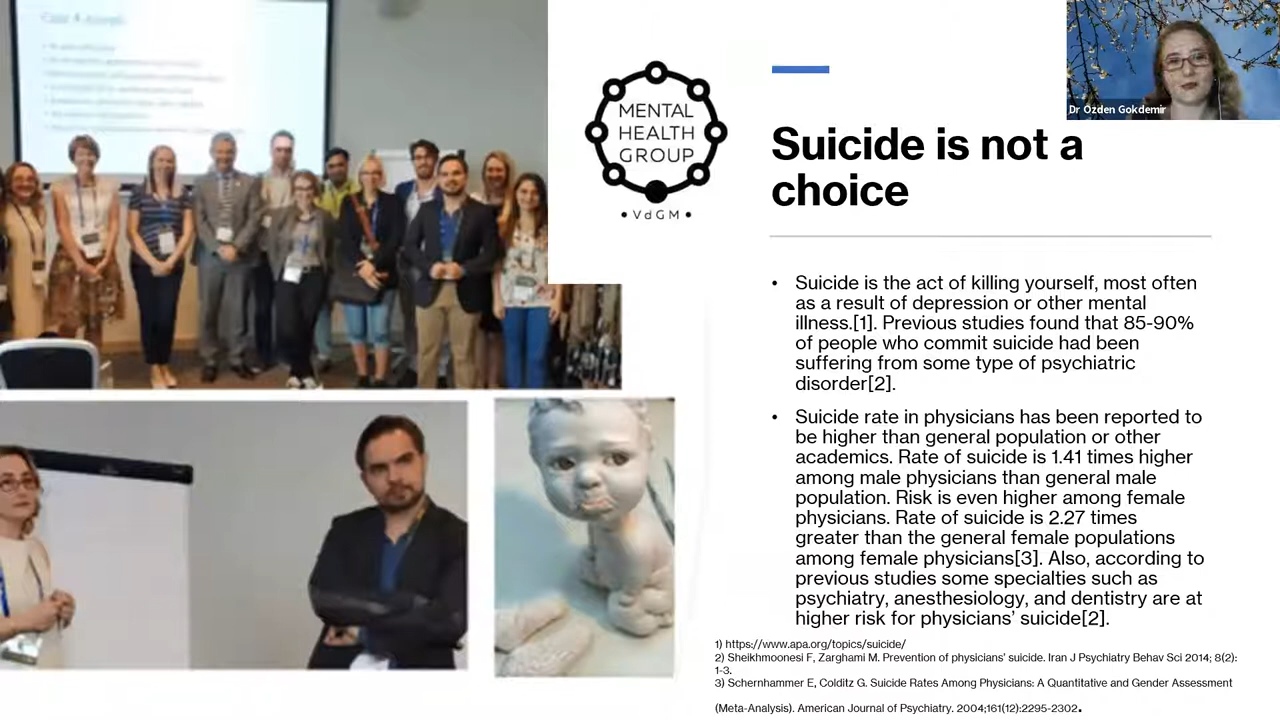 MENTAL
HEALTH
GROUP
• VdGM •
Dr Özden Gokdemir
Suicide is not a
choice
• Suicide is the act of killing yourself, most often
as a result of depression or other mental
illness.[1]. Previous studies found that 85-90%
of people who commit suicide had been
suffering from some type of psychiatric
disorder[2].
• Suicide rate in physicians has been reported to
be higher than general population or other
academics. Rate of suicide is 1.41 times higher
among male physicians than general male
population. Risk is even higher among female
physicians. Rate of suicide is 2.27 times
greater than the general female populations
among female physicians[3]. Also, according to
previous studies some specialties such as
psychiatry, anesthesiology, and dentistry are at
higher risk for physicians’ suicide[2].
1) https://www.apa.org/topics/suicide/
2) Sheikhmoonesi F, Zarghami M. Prevention of physicians’ suicide. Iran J Psychiatry Behav Sci 2014; 8(2):
1-3.
3) Schernhammer E, Colditz G. Suicide Rates Among Physicians: A Quantitative and Gender Assessment
(Meta-Analysis). American Journal of Psychiatry. 2004;161(12):2295-2302.